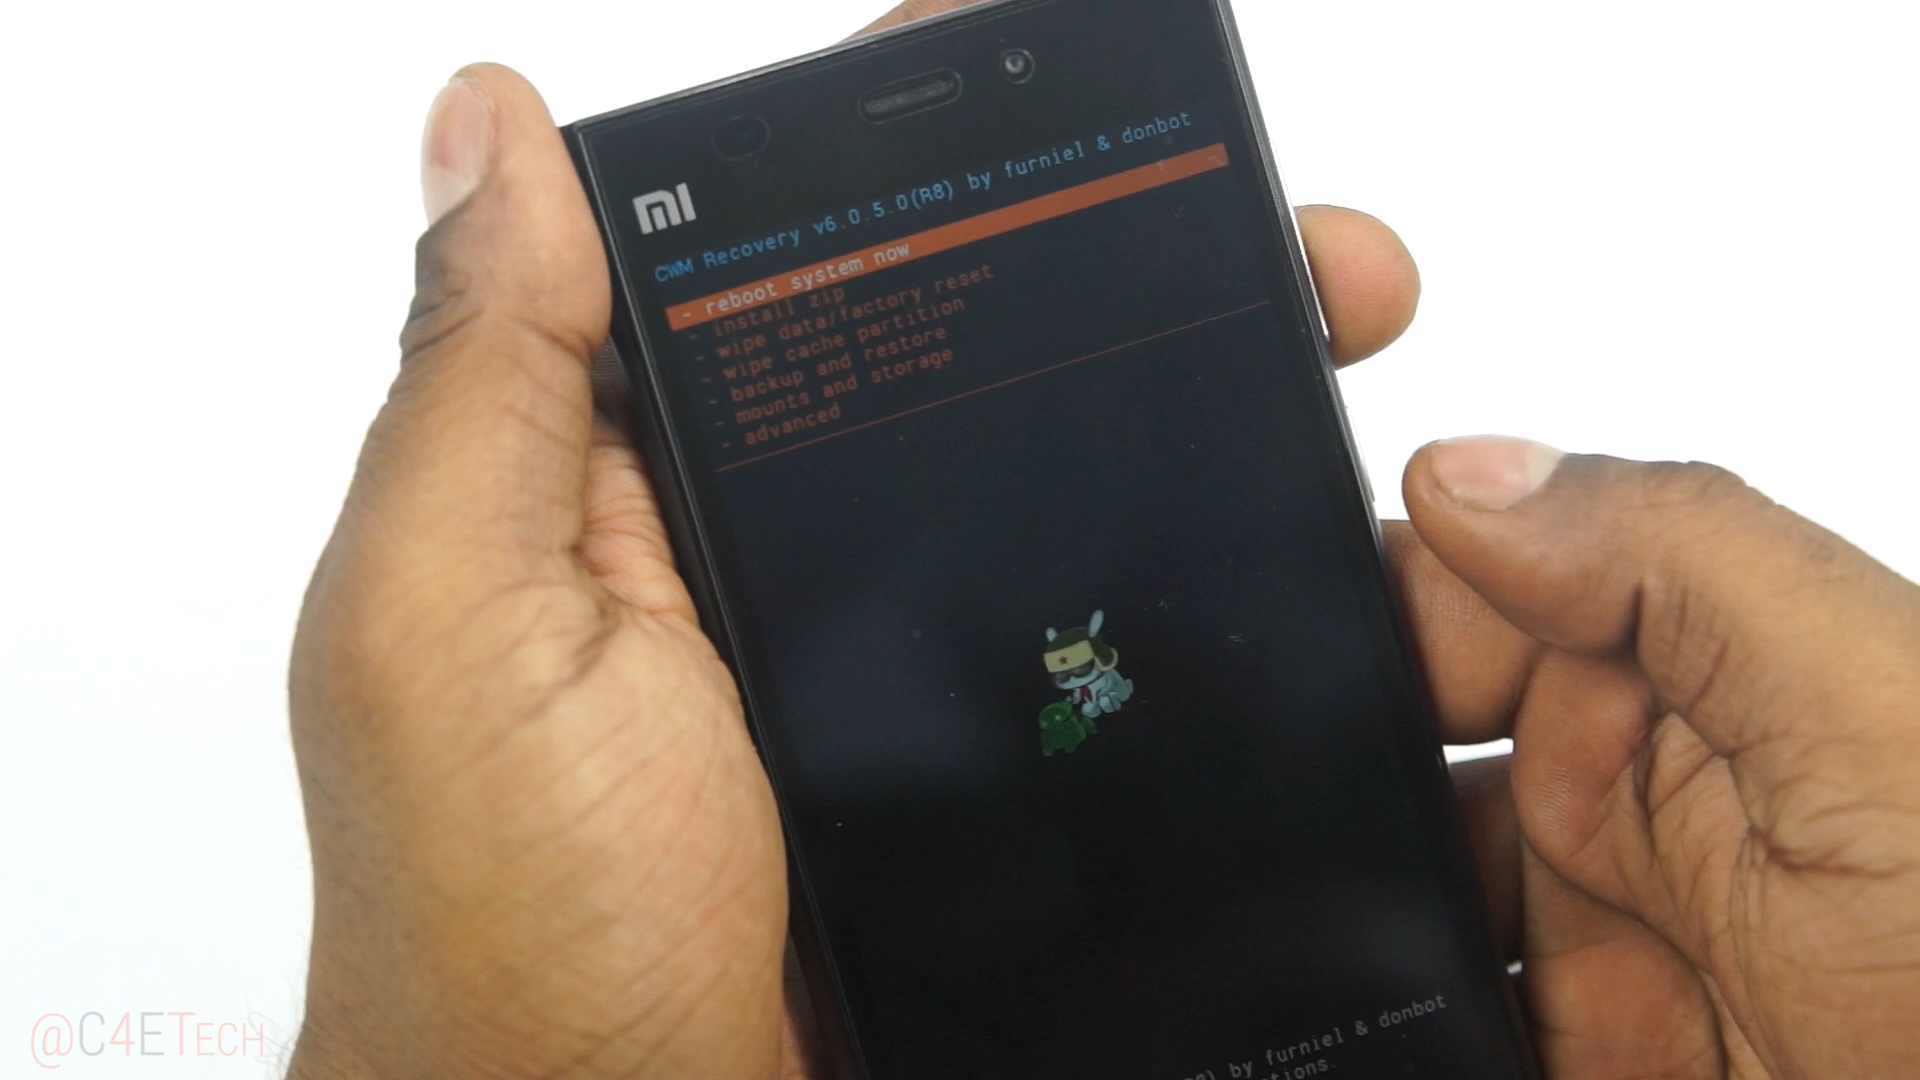 MI
CWM Recovery v6.0.5.0(R8) by furniel & donbot
- reboot system now
- install zip
- wipe data/factory reset
- wipe cache partition
- backup and restore
- mounts and storage
- advanced
by furniel & donbot
@C4ETech